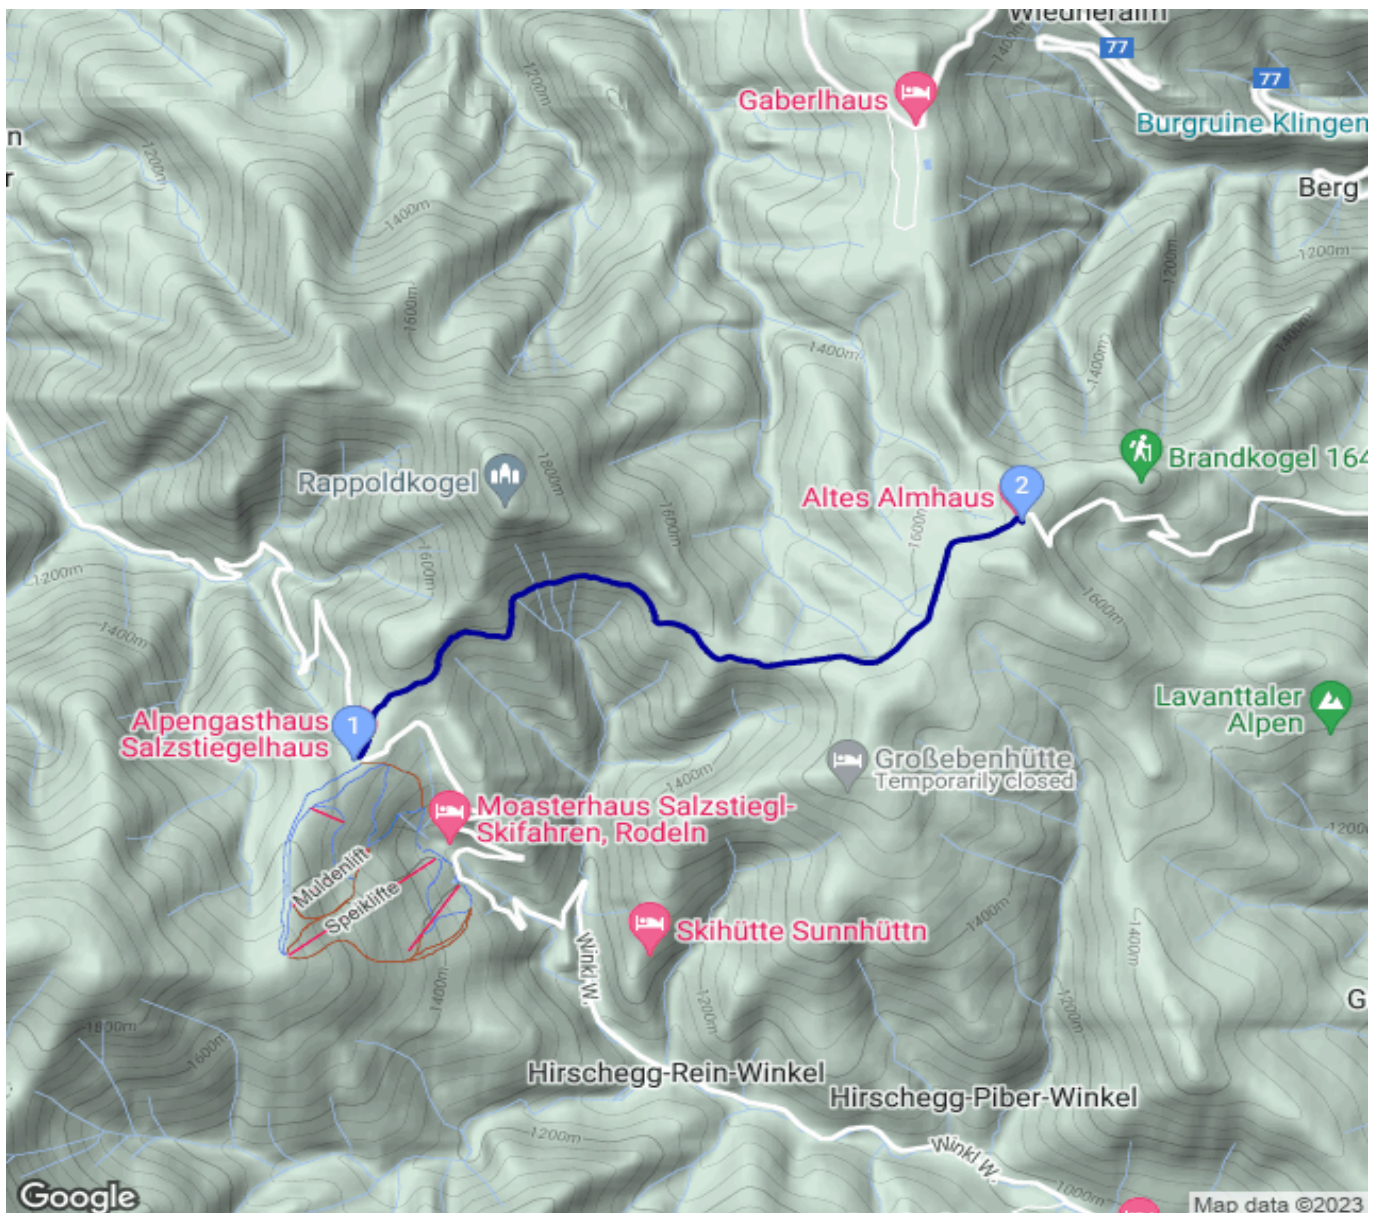 Wiedneralm
1400m
77
77
1200m
Gaberlhaus
Burgruine Klingen
n
1200m
r
Berg
1400m
1200m
1200m
1600m
1400m
1400m
Brandkogel 164
1800m
Rappoldkogel
2
Altes Almhaus
1600m
1600m
1600m
1200m
1600m
1400m
Lavanttaler
Alpen
Alpengasthaus
Salzstiegelhaus
1
Großebenhütte
Temporarily closed
1400m
Moasterhaus Salzstiegl-
Skifahren, Rodeln
1200
Muldenlift
Speiklifte
Skihütte Sunnhüttn
1400m
1400m
Winkl W.
1400m
1200m
1200m
G
1800m
1600m
Hirschegg-Rein-Winkel
Hirschegg-Piber-Winkel
1200m
Winkl W.
1000m
Google
Map data ©2023